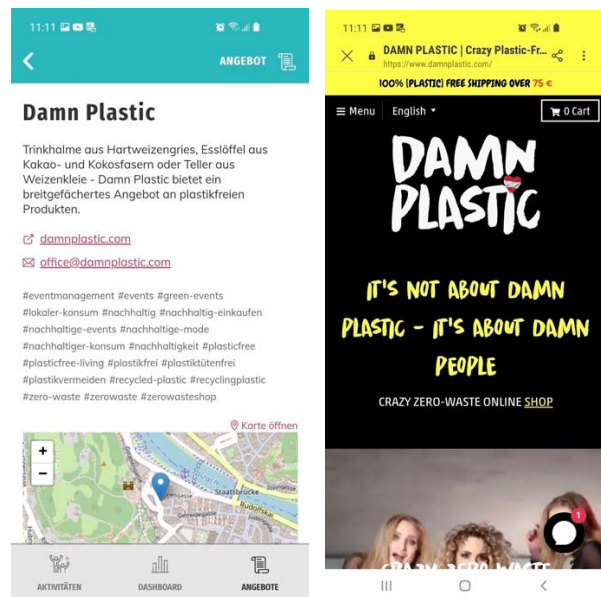 11:11
ANGEBOT
Damn Plastic
Trinkhalme aus Hartweizengries, Esslöffel aus
Kakao- und Kokosfasern oder Teller aus
Weizenkleie - Damn Plastic bietet ein
breitgefächertes Angebot an plastikfreien
Produkten.
damnplastic.com
office@damnplastic.com
#eventmanagement #events #green-events
#lokaler-konsum #nachhaltig #nachhaltig-einkaufen
#nachhaltige-events #nachhaltige-mode
#nachhaltiger-konsum #nachhaltigkeit #plasticfree
#plasticfree-living #plastikfrei #plastiktütenfrei
#plastikvermeiden #recycled-plastic #recyclingplastic
#zero-waste #zerowaste #zerowasteshop
Karte öffnen
+
−
Staatsbrücke
Rudolfskai
AKTIVITÄTEN
DASHBOARD
ANGEBOTE
11:11
DAMN PLASTIC | Crazy Plastic-Fr...
https://www.damnplastic.com/
100% [PLASTIC] FREE SHIPPING OVER 75 €
Menu English
0 Cart
DAMN
PLASTIC
IT'S NOT ABOUT DAMN
PLASTIC - IT'S ABOUT DAMN
PEOPLE
CRAZY ZERO-WASTE ONLINE SHOP
1
CRAZY ZERO WASTE